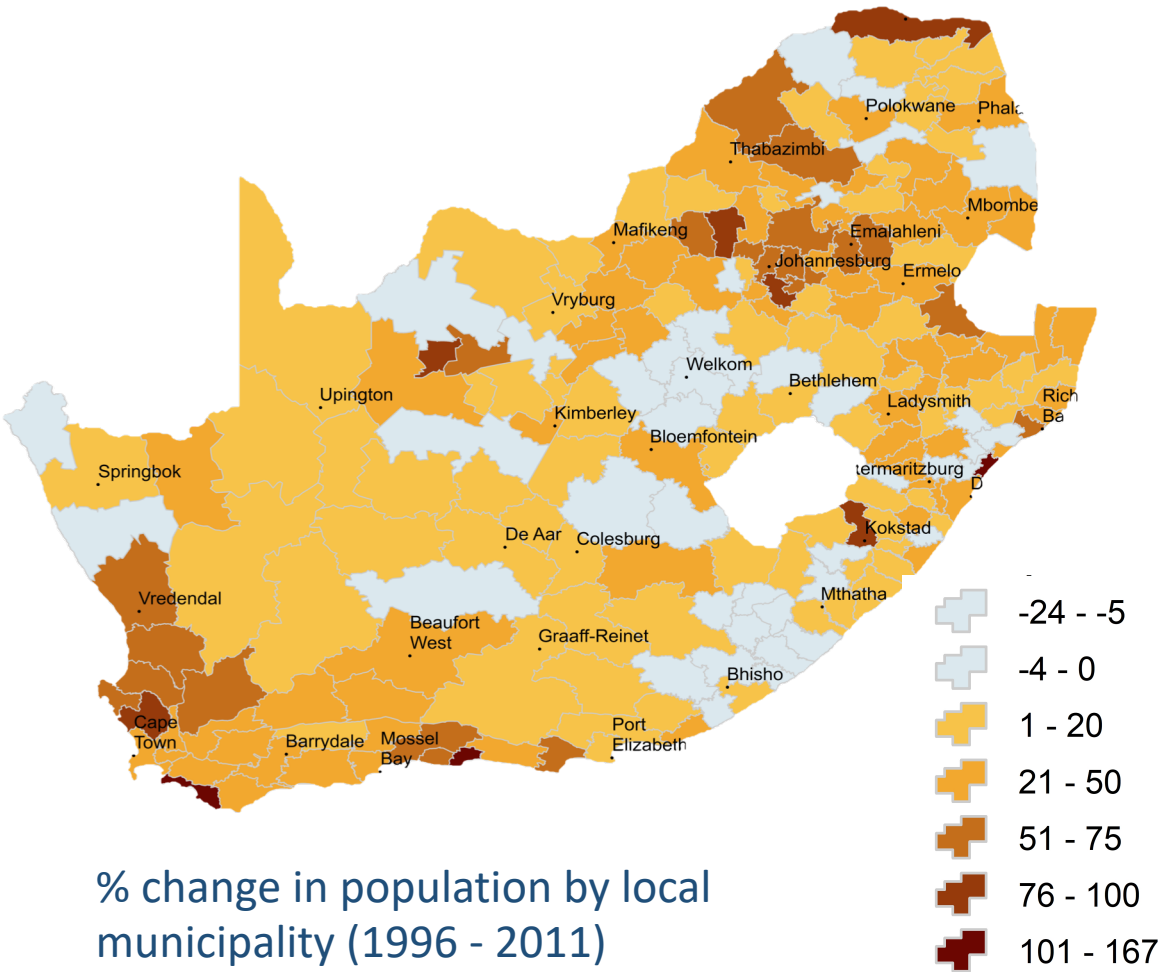 Polokwane
Thabazimbi
Mafikeng
Emalahleni
Johannesburg
Ermelo
Vryburg
Welkom
Bethlehem
Upington
Kimberley
Ladysmith
Rich
Ba
Bloemfontein
Springbok
ermaritzburg
D
De Aar
Colesburg
Kokstad
Vredendal
Mthatha
Beaufort
West
Graaff-Reinet
Bhisho
Cape
Town
Barrydale
Mossel
Bay
Port
Elizabeth
Mbombe
-24 - -5
-4 - 0
1 - 20
21 - 50
51 - 75
76 - 100
101 - 167
% change in population by local
municipality (1996 - 2011)